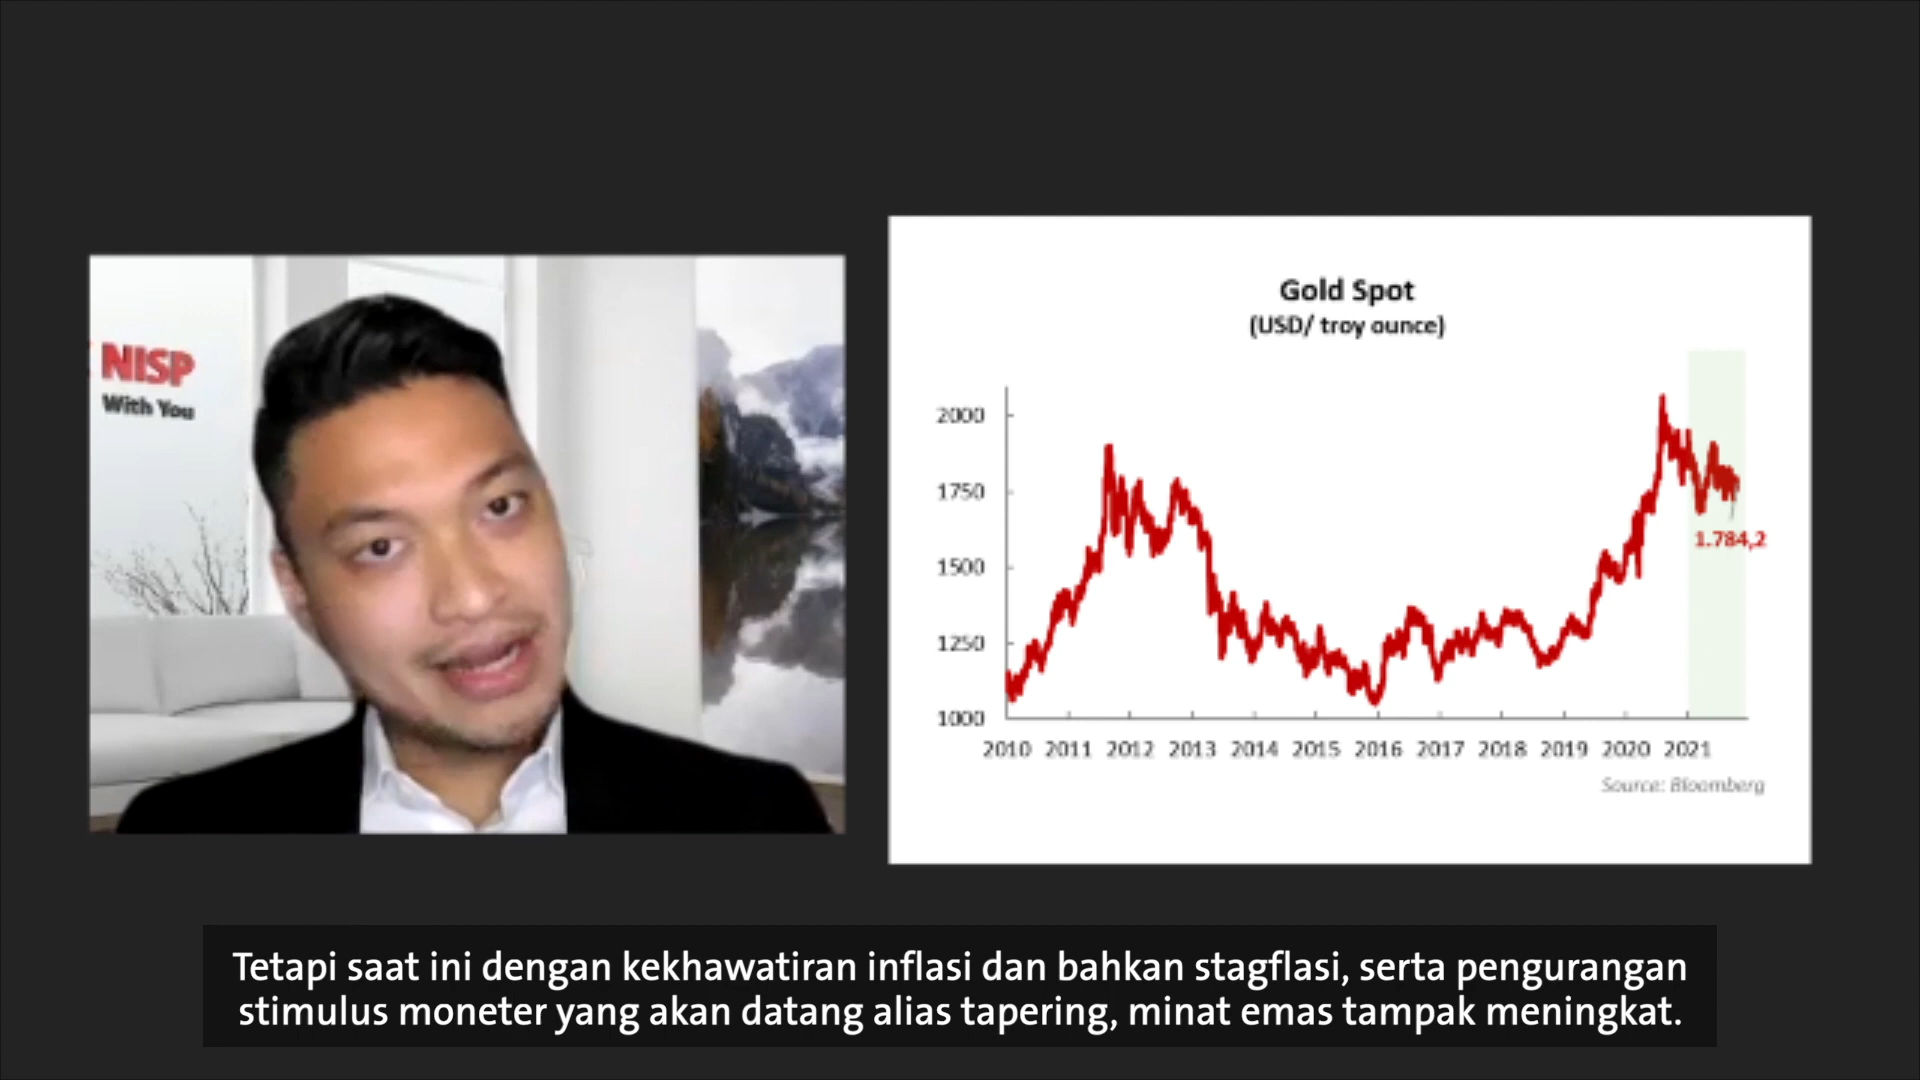 NISP
With You
Gold Spot
(USD/ troy ounce)
2000
1750
1500
1250
1000
1.784,2
2010 2011 2012 2013 2014 2015 2016 2017 2018 2019 2020 2021
Source: Bloomberg
Tetapi saat ini dengan kekhawatiran inflasi dan bahkan stagflasi, serta pengurangan
stimulus moneter yang akan datang alias tapering, minat emas tampak meningkat.